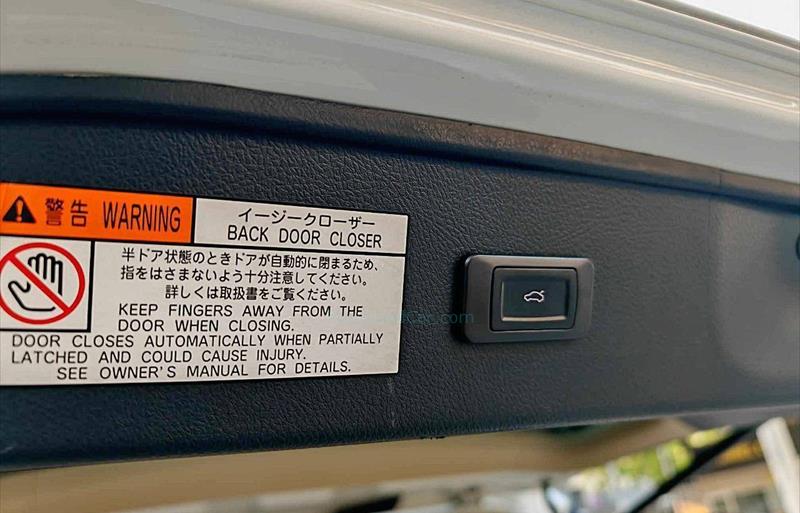 警告 WARNING
イージークローザー
BACK DOOR CLOSER
半ドア状態のときドアが自動的に閉まるため、
指をはさまないよう十分注意してください。
詳しくは取扱書をご覧ください。
KEEP FINGERS AWAY FROM THE
DOOR WHEN CLOSING.
DOOR CLOSES AUTOMATICALLY WHEN PARTIALLY
LATCHED AND COULD CAUSE INJURY.
SEE OWNER'S MANUAL FOR DETAILS.